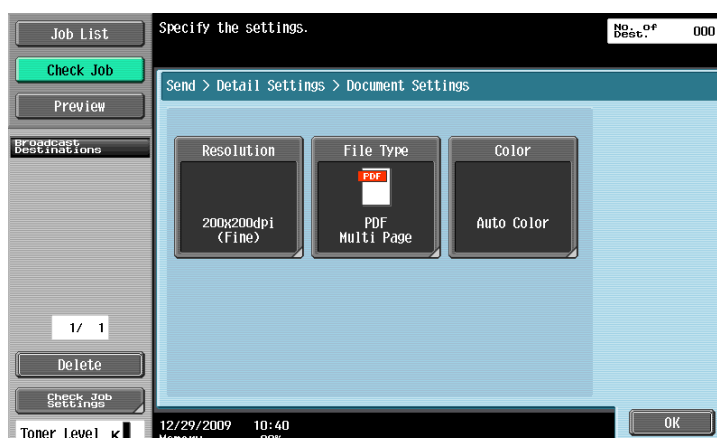 Job List
Check Job
Preview
Broadcast
Destinations
1/ 1
Delete
Check Job
Settings
Toner Level K
Specify the settings.
No. of
Dest. 000
Send > Detail Settings > Document Settings
Resolution
200x200dpi
(Fine)
File Type
PDF
PDF
Multi Page
Color
Auto Color
12/29/2009 10:40
Memory
OK